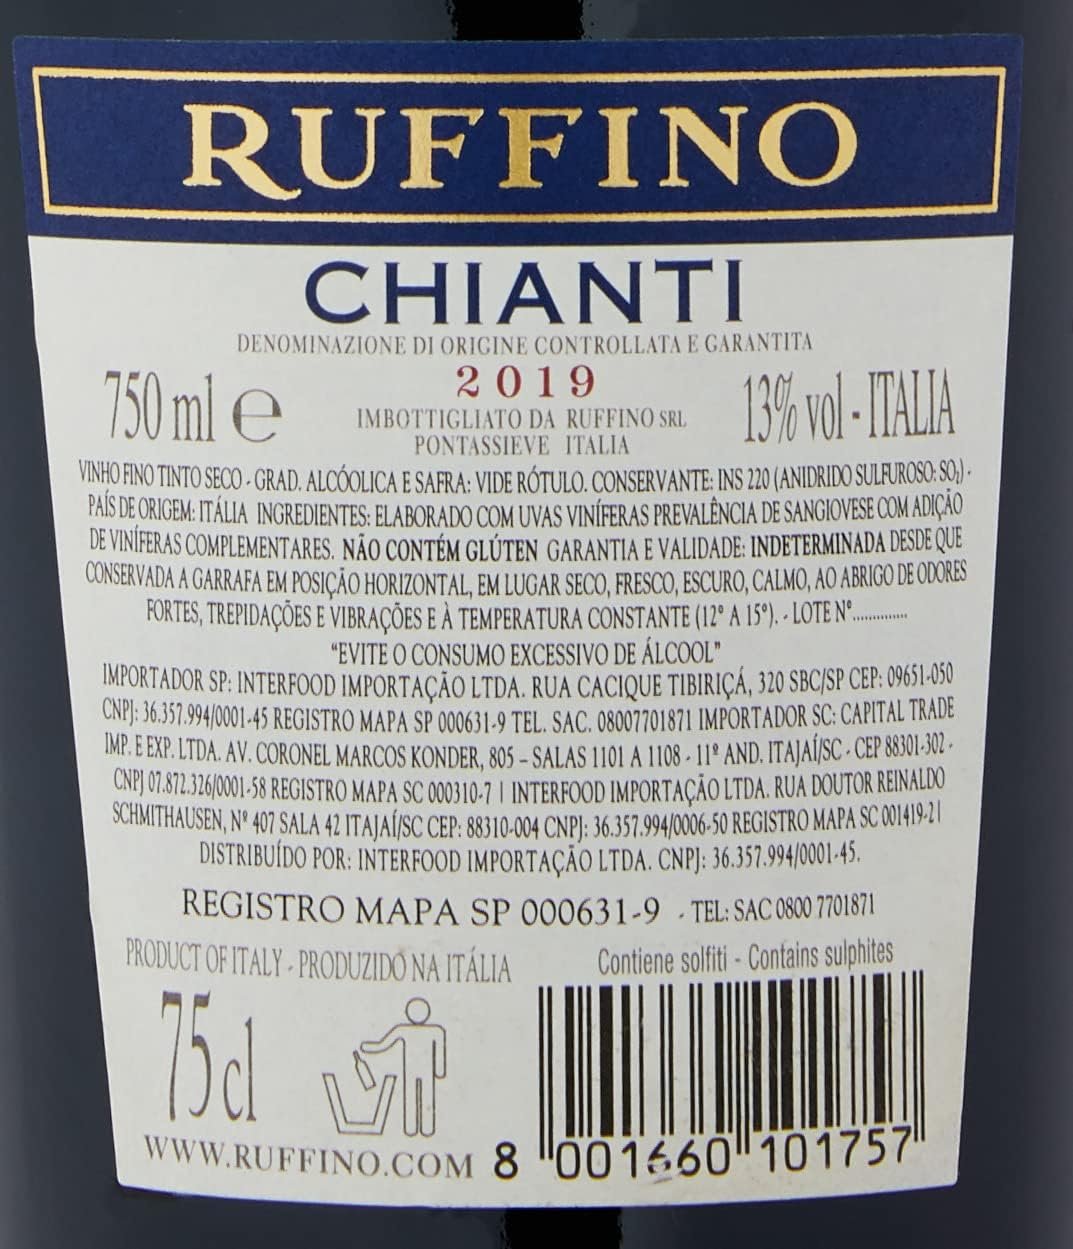 RUFFINO
CHIANTI
DENOMINAZIONE DI ORIGINE CONTROLLATA E GARANTITA
750 ml e
2019
IMBOTTIGLIATO DA RUFFINO SRL
PONTASSIEVE ITALIA
13% vol - ITALIA
VINHO FINO TINTO SECO - GRAD. ALCÓOLICA E SAFRA: VIDE RÓTULO. CONSERVANTE: INS 220 (ANIDRIDO SULFUROSO: SO₂) -
PAÍS DE ORIGEM: ITÁLIA INGREDIENTES: ELABORADO COM UVAS VINÍFERAS PREVALÊNCIA DE SANGIOVESE COM ADIÇÃO
DE VINÍFERAS COMPLEMENTARES. NÃO CONTÉM GLÚTEN GARANTIA E VALIDADE: INDETERMINADA DESDE QUE
CONSERVADA A GARRAFA EM POSIÇÃO HORIZONTAL, EM LUGAR SECO, FRESCO, ESCURO, CALMO, AO ABRIGO DE ODORES
FORTES, TREPIDAÇÕES E VIBRAÇÕES E À TEMPERATURA CONSTANTE (12° A 15°). - LOTE N°..............
"EVITE O CONSUMO EXCESSIVO DE ÁLCOOL"
IMPORTADOR SP: INTERFOOD IMPORTAÇÃO LTDA. RUA CACIQUE TIBIRIÇÁ, 320 SBC/SP CEP: 09651-050
CNPJ: 36.357.994/0001-45 REGISTRO MAPA SP 000631-9 TEL. SAC. 08007701871 IMPORTADOR SC: CAPITAL TRADE
IMP. E EXP. LTDA. AV. CORONEL MARCOS KONDER, 805 - SALAS 1101 A 1108 - 11º AND. ITAJAÍ/SC - CEP 88301-302 -
CNPJ 07.872.326/0001-58 REGISTRO MAPA SC 000310-7 | INTERFOOD IMPORTAÇÃO LTDA. RUA DOUTOR REINALDO
SCHMITHAUSEN, Nº 407 SALA 42 ITAJAÍ/SC CEP: 88310-004 CNPJ: 36.357.994/0006-50 REGISTRO MAPA SC 001419-2|
DISTRIBUÍDO POR: INTERFOOD IMPORTAÇÃO LTDA. CNPJ: 36.357.994/0001-45.
REGISTRO MAPA SP 000631-9 - TEL: SAC 0800 7701871
PRODUCT OF ITALY - PRODUZIDO NA ITÁLIA
Contiene solfiti - Contains sulphites
75 cl
WWW.RUFFINO.COM
8 001660 101757